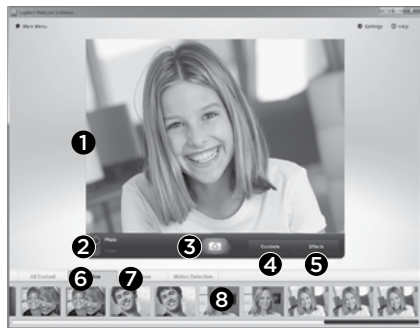 Logitech Webcam Software
Main Menu
Settings
Help
1
2
Photo
3
Controls
Effects
4
5
All Content
Motion Detection
6
7
8